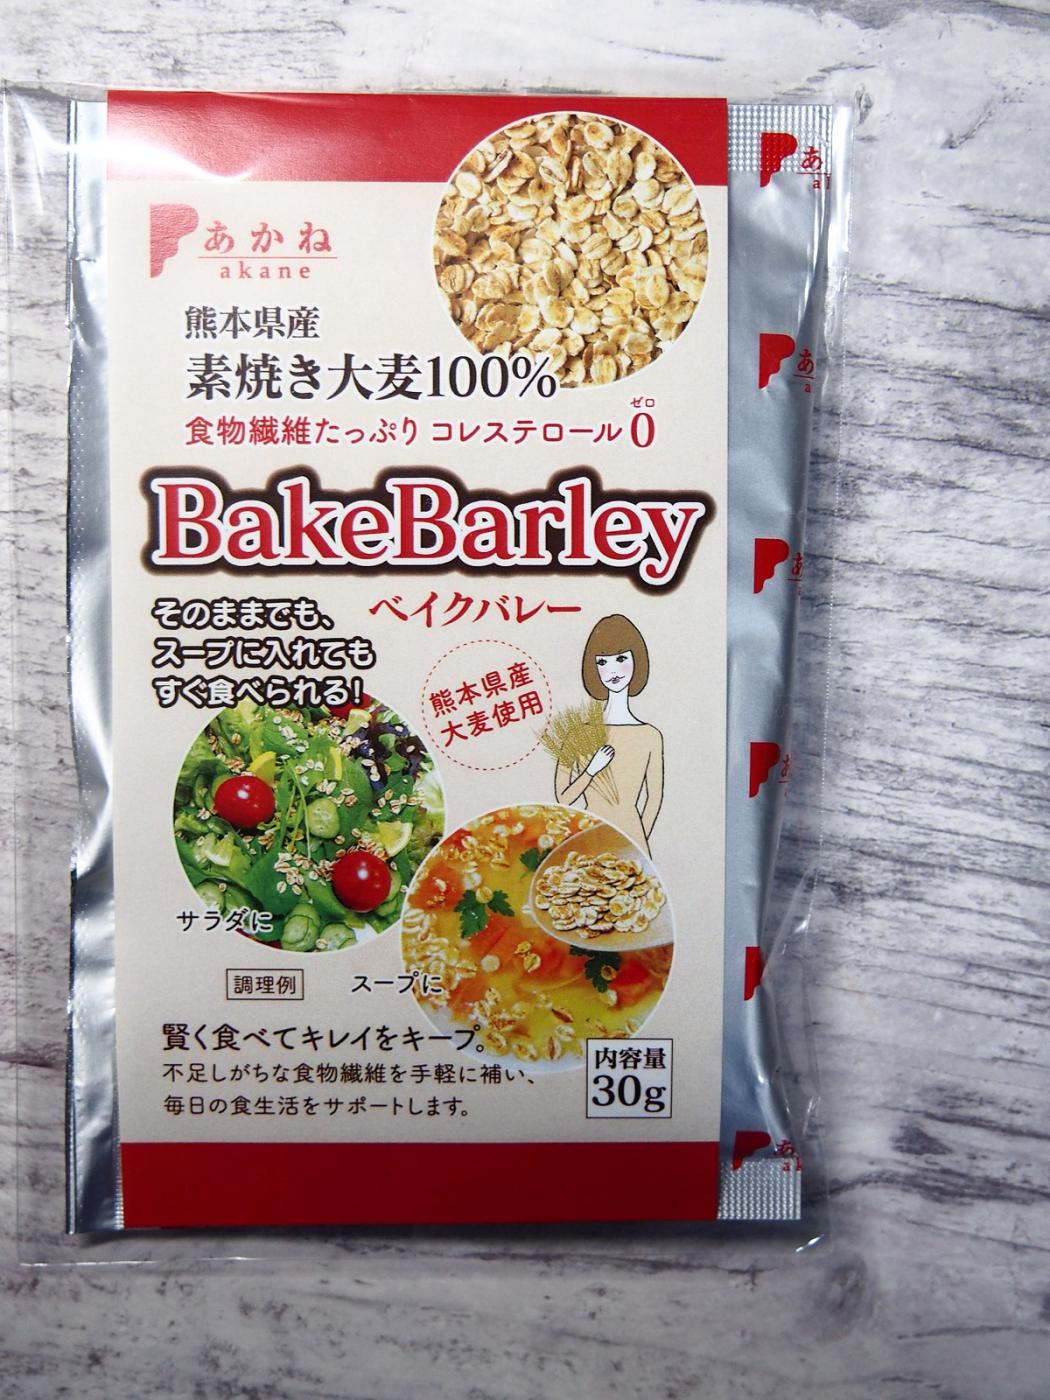 あかね
akane
熊本県産
素焼き大麦100%
ゼロ
食物繊維たっぷり コレステロール0
BakeBarley
ベイクバレー
そのままでも、
スープに入れても
すぐ食べられる!
熊本県産
大麦使用
サラダに
調理例
スープに
賢く食べてキレイをキープ。
不足しがちな食物繊維を手軽に補い、
毎日の食生活をサポートします。
内容量
30g
あ
a
あ
a
あ